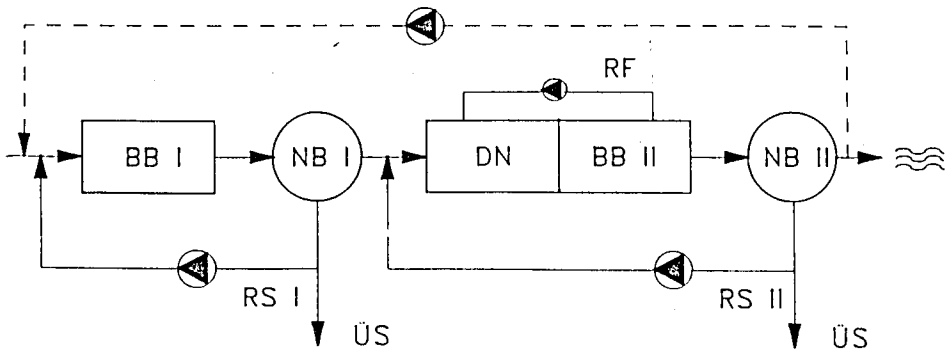 RF
BB I
NB I
DN
BB II
NB II
RS I
RS II
ÜS
ÜS